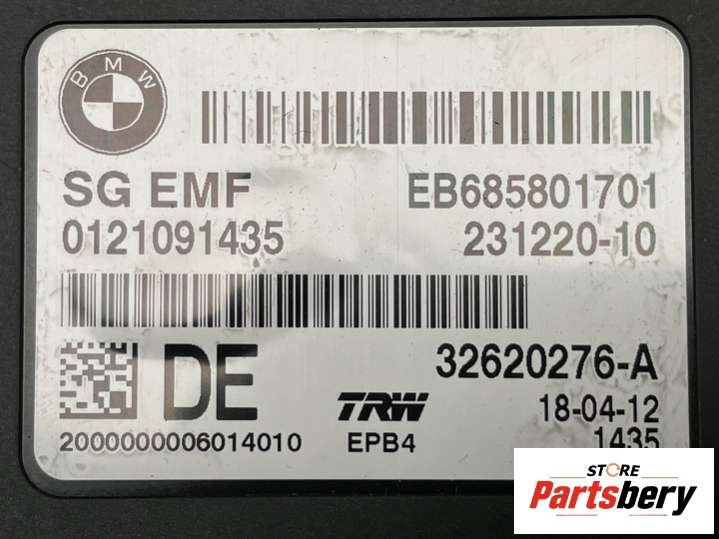 BMW
SG EMF EB685801701
0121091435 231220-10
DE 32620276-A
TRW 18-04-12
2000000006014010 EPB4 1435
STORE
Partsbery